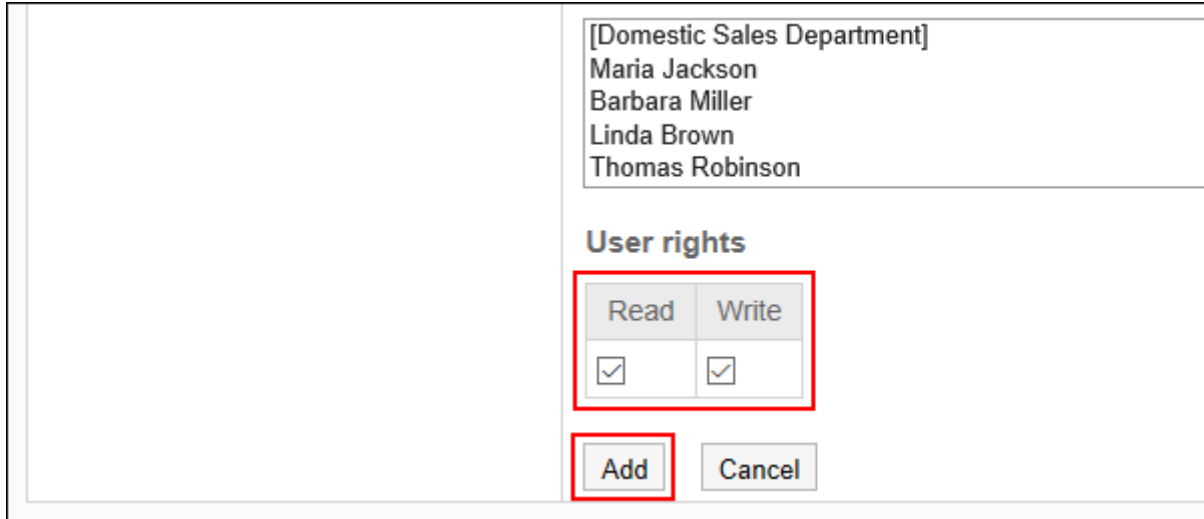 [Domestic Sales Department]
Maria Jackson
Barbara Miller
Linda Brown
Thomas Robinson
User rights
Read Write
Add Cancel